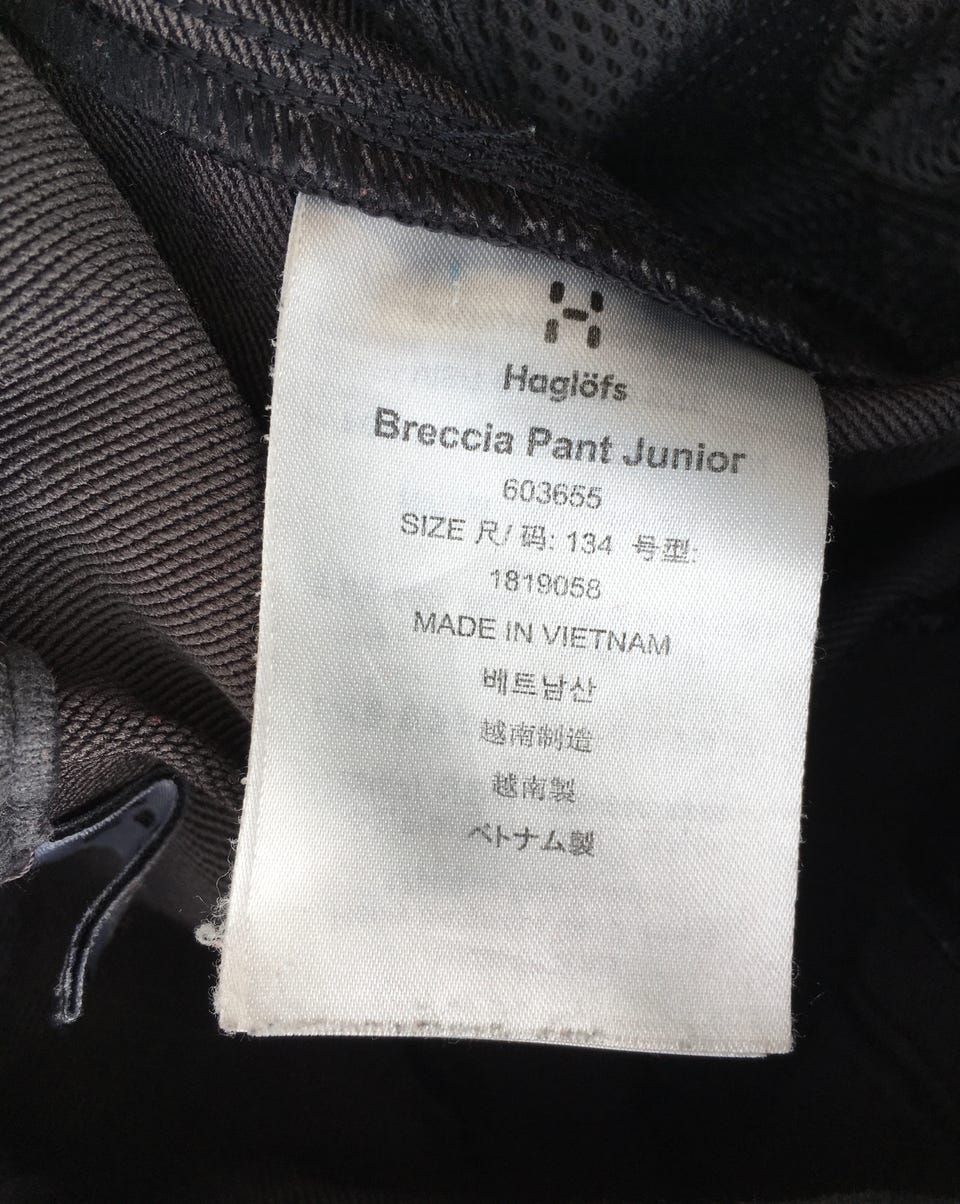 Haglöfs
Breccia Pant Junior
603655
SIZE 尺/ 码: 134 号型:
1819058
MADE IN VIETNAM
베트남산
越南制造
越南製
ベトナム製